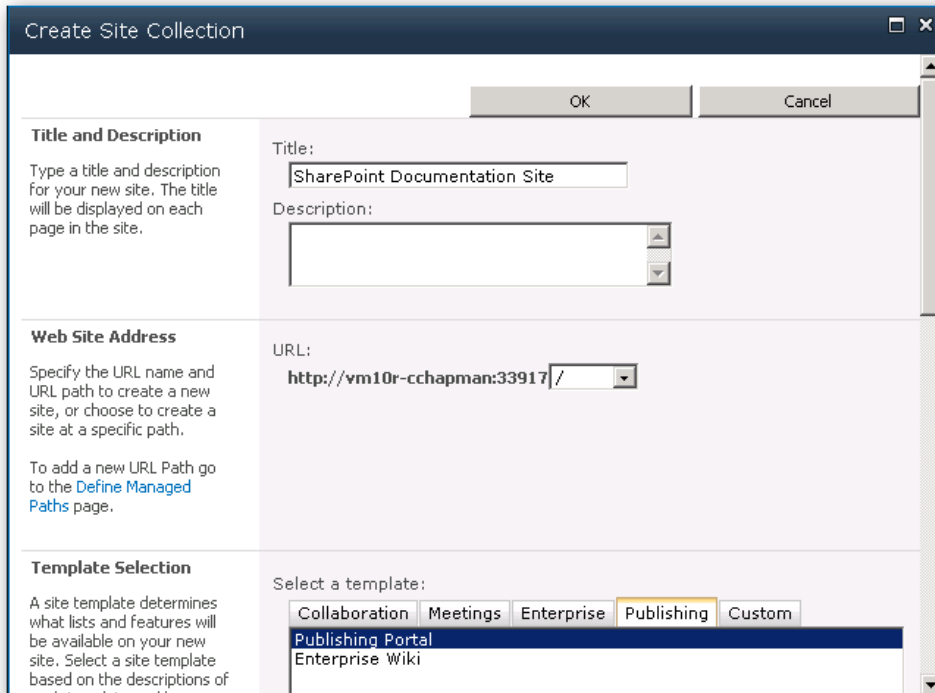 Create Site Collection
OK
Cancel
Title and Description
Type a title and description
for your new site. The title
will be displayed on each
page in the site.
Title:
SharePoint Documentation Site
Description:
Web Site Address
Specify the URL name and
URL path to create a new
site, or choose to create a
site at a specific path.
To add a new URL Path go
to the Define Managed
Paths page.
URL:
http://vm10r-cchapman:33917 /
Template Selection
A site template determines
what lists and features will
be available on your new
site. Select a site template
based on the descriptions of
Select a template:
Collaboration Meetings Enterprise Publishing Custom
Publishing Portal
Enterprise Wiki